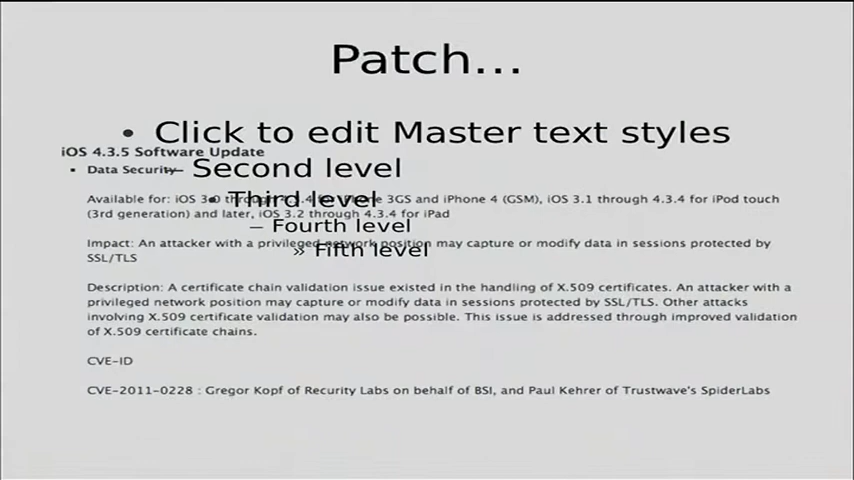 Patch...
• Click to edit Master text styles
iOS 4.3.5 Software Update
– Second level
▪ Data Security
• Third level
Available for: iOS 3.0 through 4.3.4 for iPhone 3GS and iPhone 4 (GSM), iOS 3.1 through 4.3.4 for iPod touch
(3rd generation) and later, iOS 3.2 through 4.3.4 for iPad
– Fourth level
Impact: An attacker with a privileged network position may capture or modify data in sessions protected by
» Fifth level
SSL/TLS
Description: A certificate chain validation issue existed in the handling of X.509 certificates. An attacker with a
privileged network position may capture or modify data in sessions protected by SSL/TLS. Other attacks
involving X.509 certificate validation may also be possible. This issue is addressed through improved validation
of X.509 certificate chains.
CVE-ID
CVE-2011-0228 : Gregor Kopf of Recurity Labs on behalf of BSI, and Paul Kehrer of Trustwave's SpiderLabs